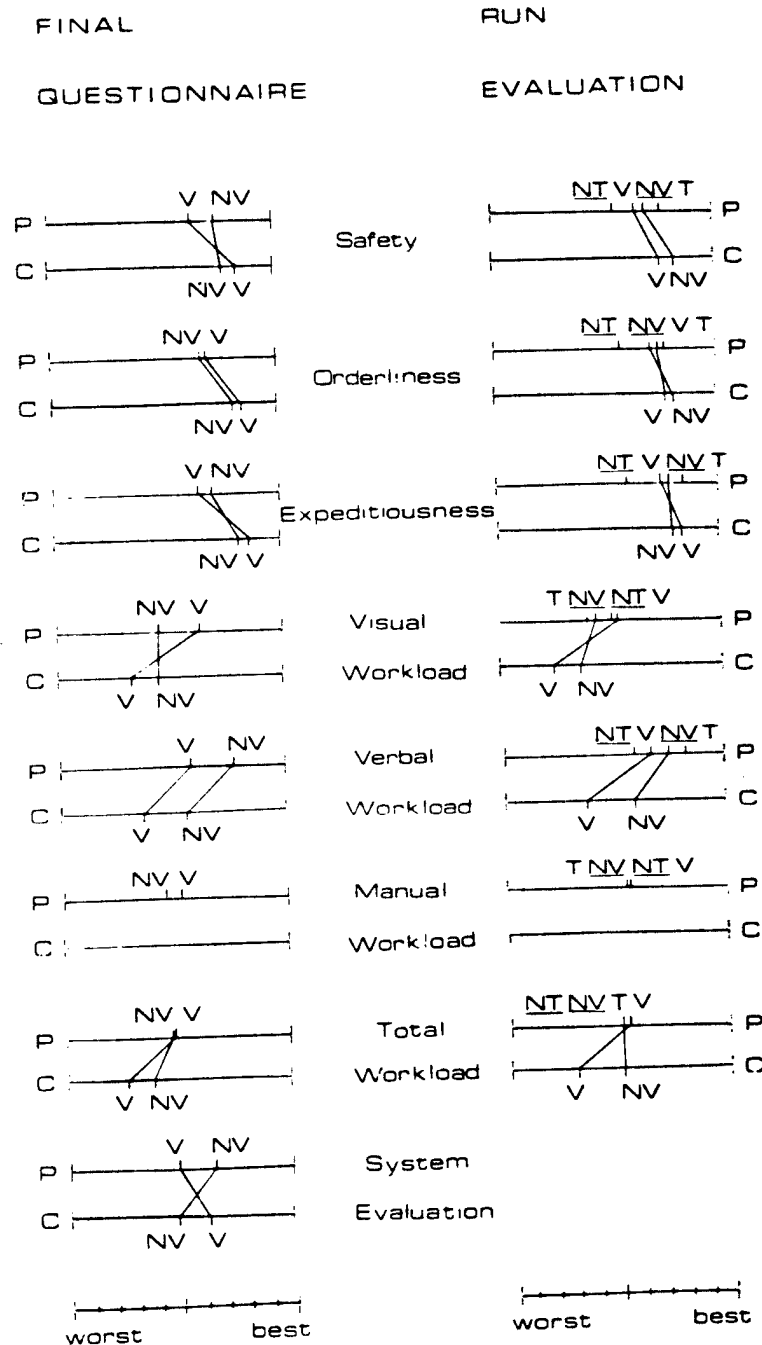 FINAL RUN
QUESTIONNAIRE EVALUATION
V NV NT V NV T
P Safety P
C C
NV V V NV
NV V NT NV V T
P Orderliness P
C C
NV V V NV
V NV NT V NV T
P Expeditiousness P
C C
NV V NV V
NV V T NV NT V
P Visual P
C Workload C
V NV V NV
V NV NT V NV T
P Verbal P
C Workload C
V NV V NV
NV V T NV NT V
P Manual P
C Workload C
NV V NT NV T V
P Total P
C Workload C
V NV V NV
V NV
P System
C Evaluation
NV V
worst best worst best